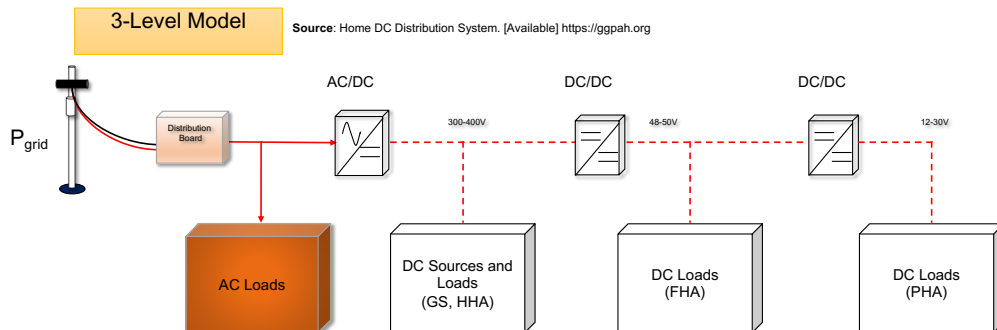 3-Level Model
Source: Home DC Distribution System. [Available] https://ggpah.org
AC/DC
DC/DC
DC/DC
P_grid
Distribution
Board
300-400V
48-50V
12-30V
AC Loads
DC Sources and
Loads
(GS, HHA)
DC Loads
(FHA)
DC Loads
(PHA)